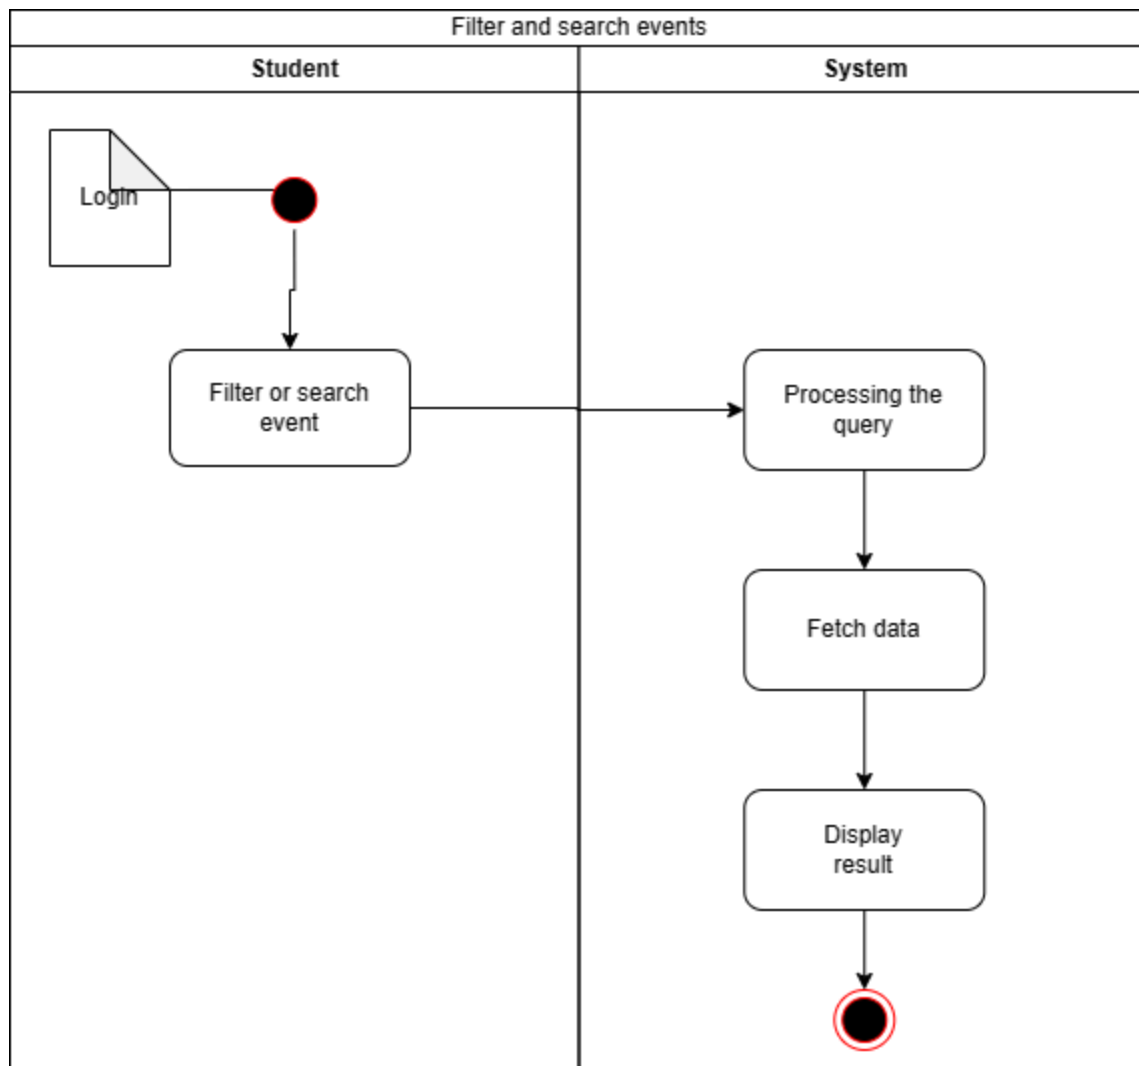 Filter and search events
Student
System
Login
Filter or search
event
Processing the
query
Fetch data
Display
result